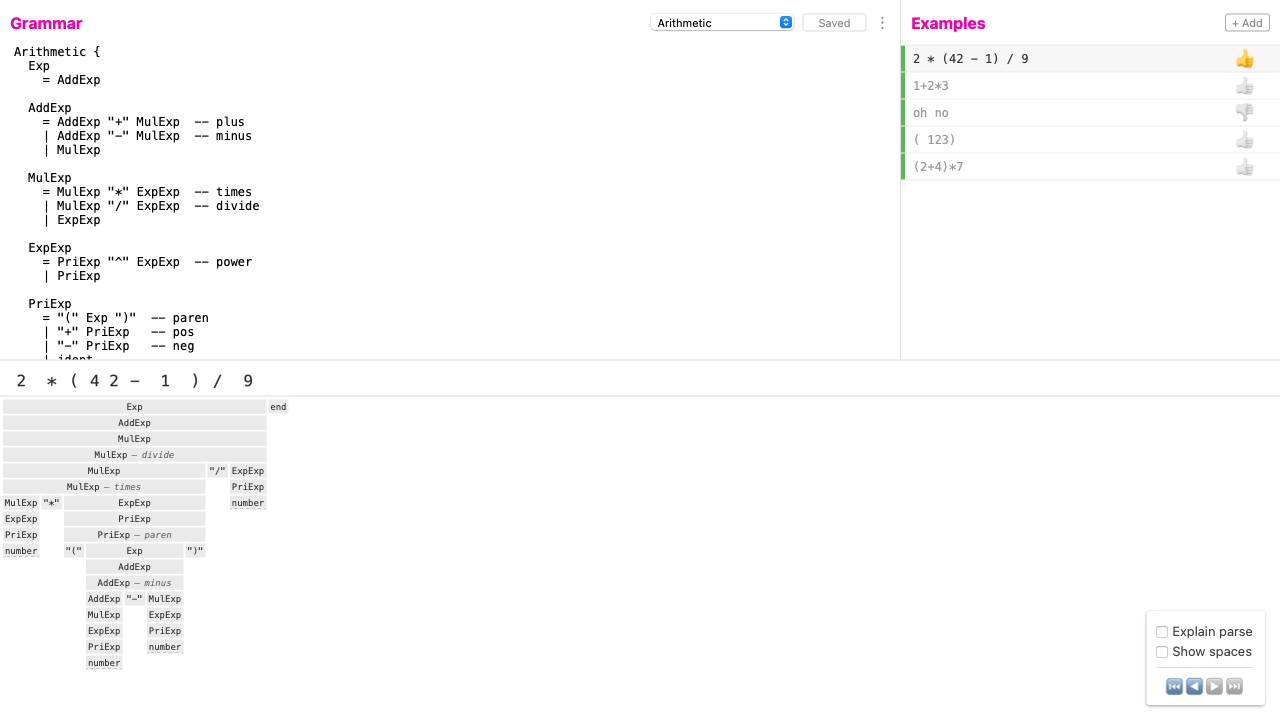 Grammar
Arithmetic
Saved
Arithmetic {
Exp
= AddExp
AddExp
= AddExp "+" MulExp -- plus
| AddExp "-" MulExp -- minus
| MulExp
MulExp
= MulExp "*" ExpExp -- times
| MulExp "/" ExpExp -- divide
| ExpExp
ExpExp
= PriExp "^" ExpExp -- power
| PriExp
PriExp
= "(" Exp ")" -- paren
| "+" PriExp -- pos
| "-" PriExp -- neg
| ident
Examples
+ Add
2 * (42 - 1) / 9
1+2*3
oh no
( 123)
(2+4)*7
2 * ( 4 2 - 1 ) / 9
Exp end
AddExp
MulExp
MulExp — divide
MulExp "/" ExpExp
MulExp — times PriExp
MulExp "*" ExpExp number
ExpExp PriExp
PriExp PriExp — paren
number "(" Exp ")"
AddExp
AddExp — minus
AddExp "-" MulExp
MulExp ExpExp
ExpExp PriExp
PriExp number
number
Explain parse
Show spaces